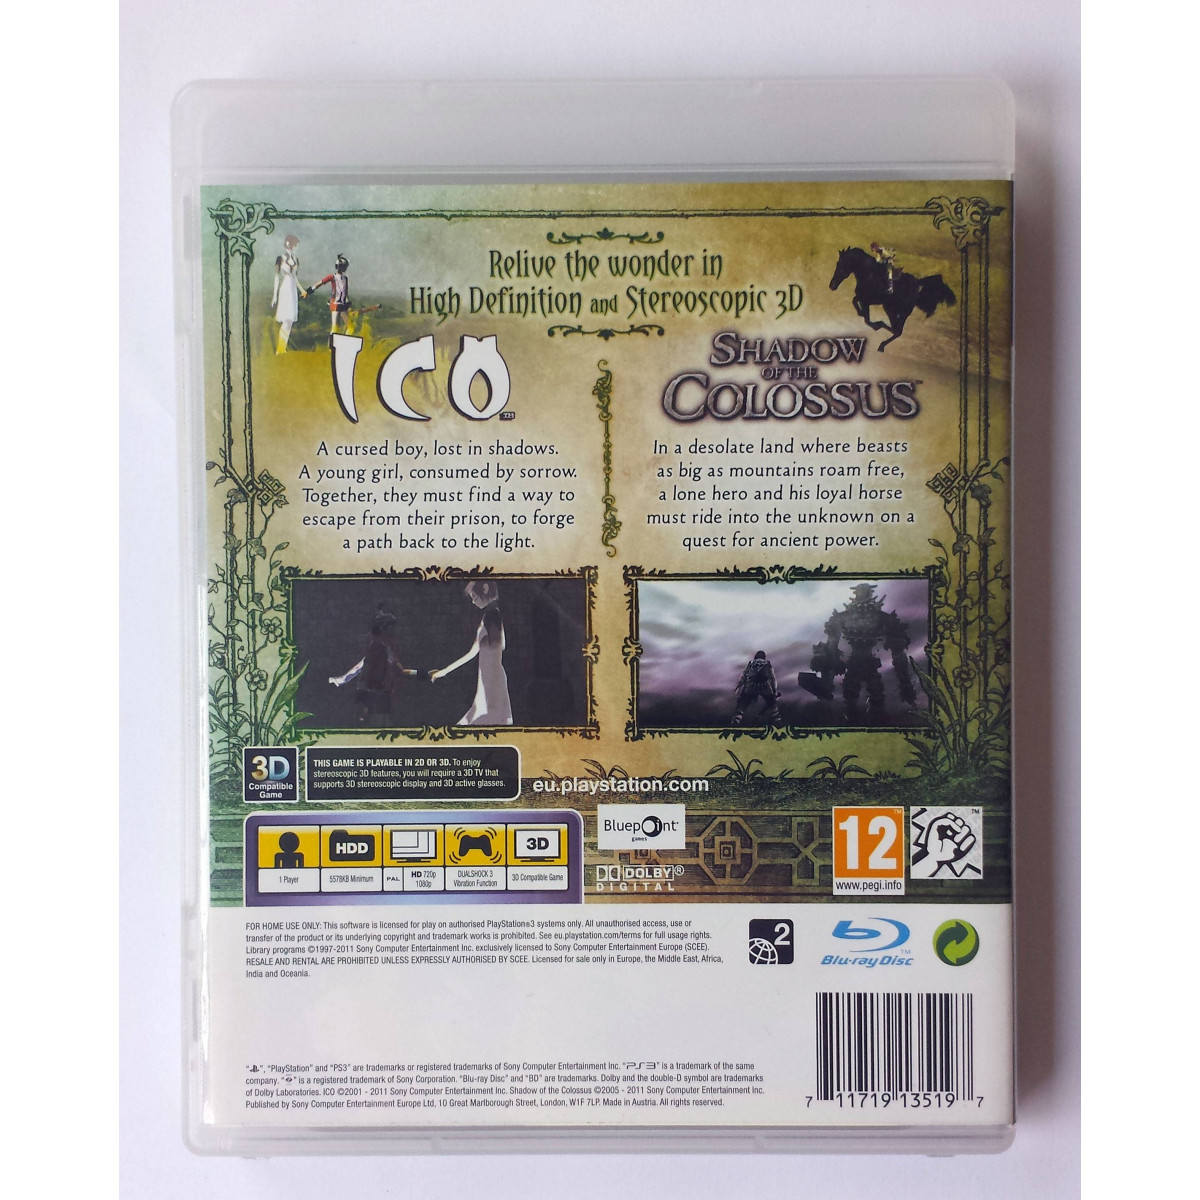 Relive the wonder in
High Definition and Stereoscopic 3D
ICO™
SHADOW
OF THE
COLOSSUS™
A cursed boy, lost in shadows.
A young girl, consumed by sorrow.
Together, they must find a way to
escape from their prison, to forge
a path back to the light.
In a desolate land where beasts
as big as mountains roam free,
a lone hero and his loyal horse
must ride into the unknown on a
quest for ancient power.
3D
Compatible
Game
THIS GAME IS PLAYABLE IN 2D OR 3D. To enjoy
stereoscopic 3D features, you will require a 3D TV that
supports 3D stereoscopic display and 3D active glasses.
eu.playstation.com
1 Player
HDD
5578KB Minimum
PAL
HD 720p
1080p
DUALSHOCK 3
Vibration Function
3D
3D Compatible Game
Bluepoint
games
DOLBY®
DIGITAL
12
www.pegi.info
™
FOR HOME USE ONLY: This software is licensed for play on authorised PlayStation®3 systems only. All unauthorised access, use or
transfer of the product or its underlying copyright and trademark works is prohibited. See eu.playstation.com/terms for full usage rights.
Library programs ©1997-2011 Sony Computer Entertainment Inc. exclusively licensed to Sony Computer Entertainment Europe (SCEE).
RESALE AND RENTAL ARE PROHIBITED UNLESS EXPRESSLY AUTHORISED BY SCEE. Licensed for sale only in Europe, the Middle East, Africa,
India and Oceania.
2
Blu-ray Disc™
“ ”, “PlayStation” and “PS3” are trademarks or registered trademarks of Sony Computer Entertainment Inc. “PS3” is a trademark of the same
company. “ ” is a registered trademark of Sony Corporation. “Blu-ray Disc” and “BD” are trademarks. Dolby and the double-D symbol are trademarks
of Dolby Laboratories. ICO ©2001 - 2011 Sony Computer Entertainment Inc. Shadow of the Colossus ©2005 - 2011 Sony Computer Entertainment Inc.
Published by Sony Computer Entertainment Europe Ltd, 10 Great Marlborough Street, London, W1F 7LP. Made in Austria. All rights reserved.
7 11719 13519 7